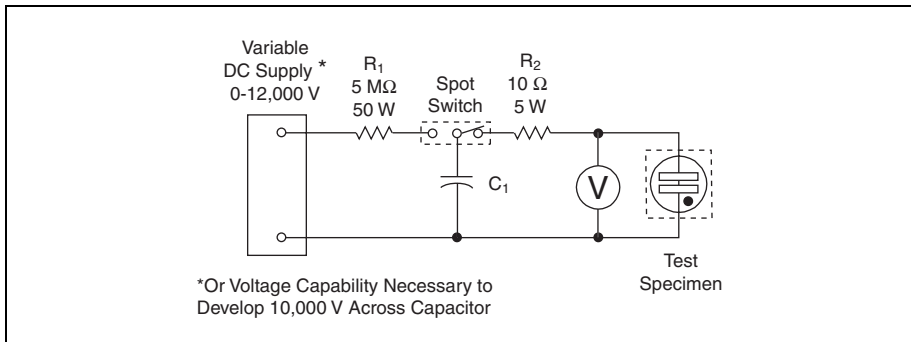 Variable
DC Supply *
0-12,000 V
R1
5 MΩ
50 W
Spot
Switch
R2
10 Ω
5 W
C1
V
Test
Specimen
*Or Voltage Capability Necessary to
Develop 10,000 V Across Capacitor